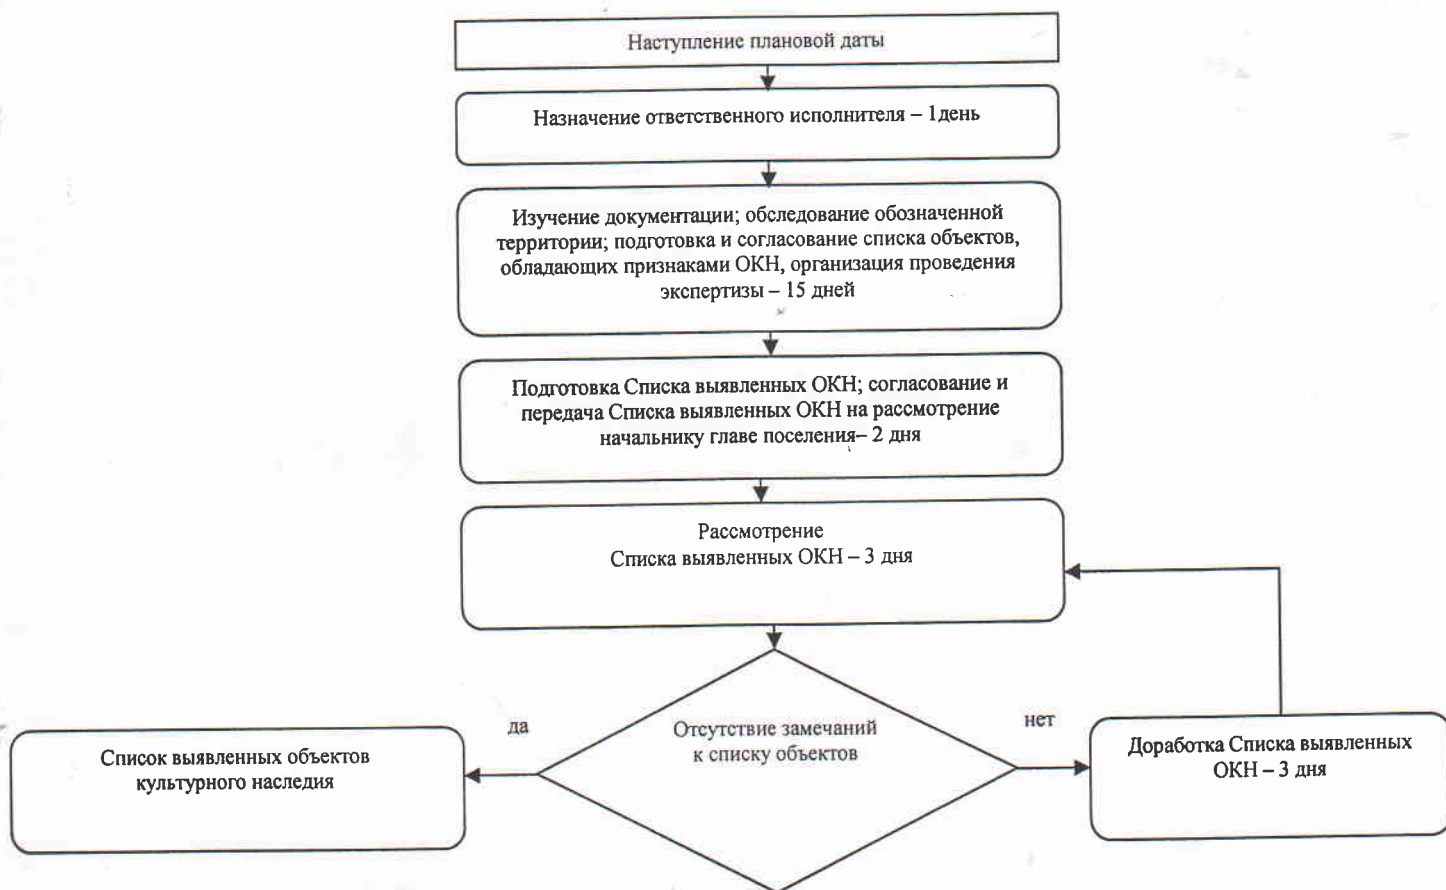 Наступление плановой даты
Назначение ответственного исполнителя – 1день
Изучение документации; обследование обозначенной
территории; подготовка и согласование списка объектов,
обладающих признаками ОКН, организация проведения
экспертизы – 15 дней
Подготовка Списка выявленных ОКН; согласование и
передача Списка выявленных ОКН на рассмотрение
начальнику главе поселения– 2 дня
Рассмотрение
Списка выявленных ОКН – 3 дня
Отсутствие замечаний
к списку объектов
да
нет
Список выявленных объектов
культурного наследия
Доработка Списка выявленных
ОКН – 3 дня